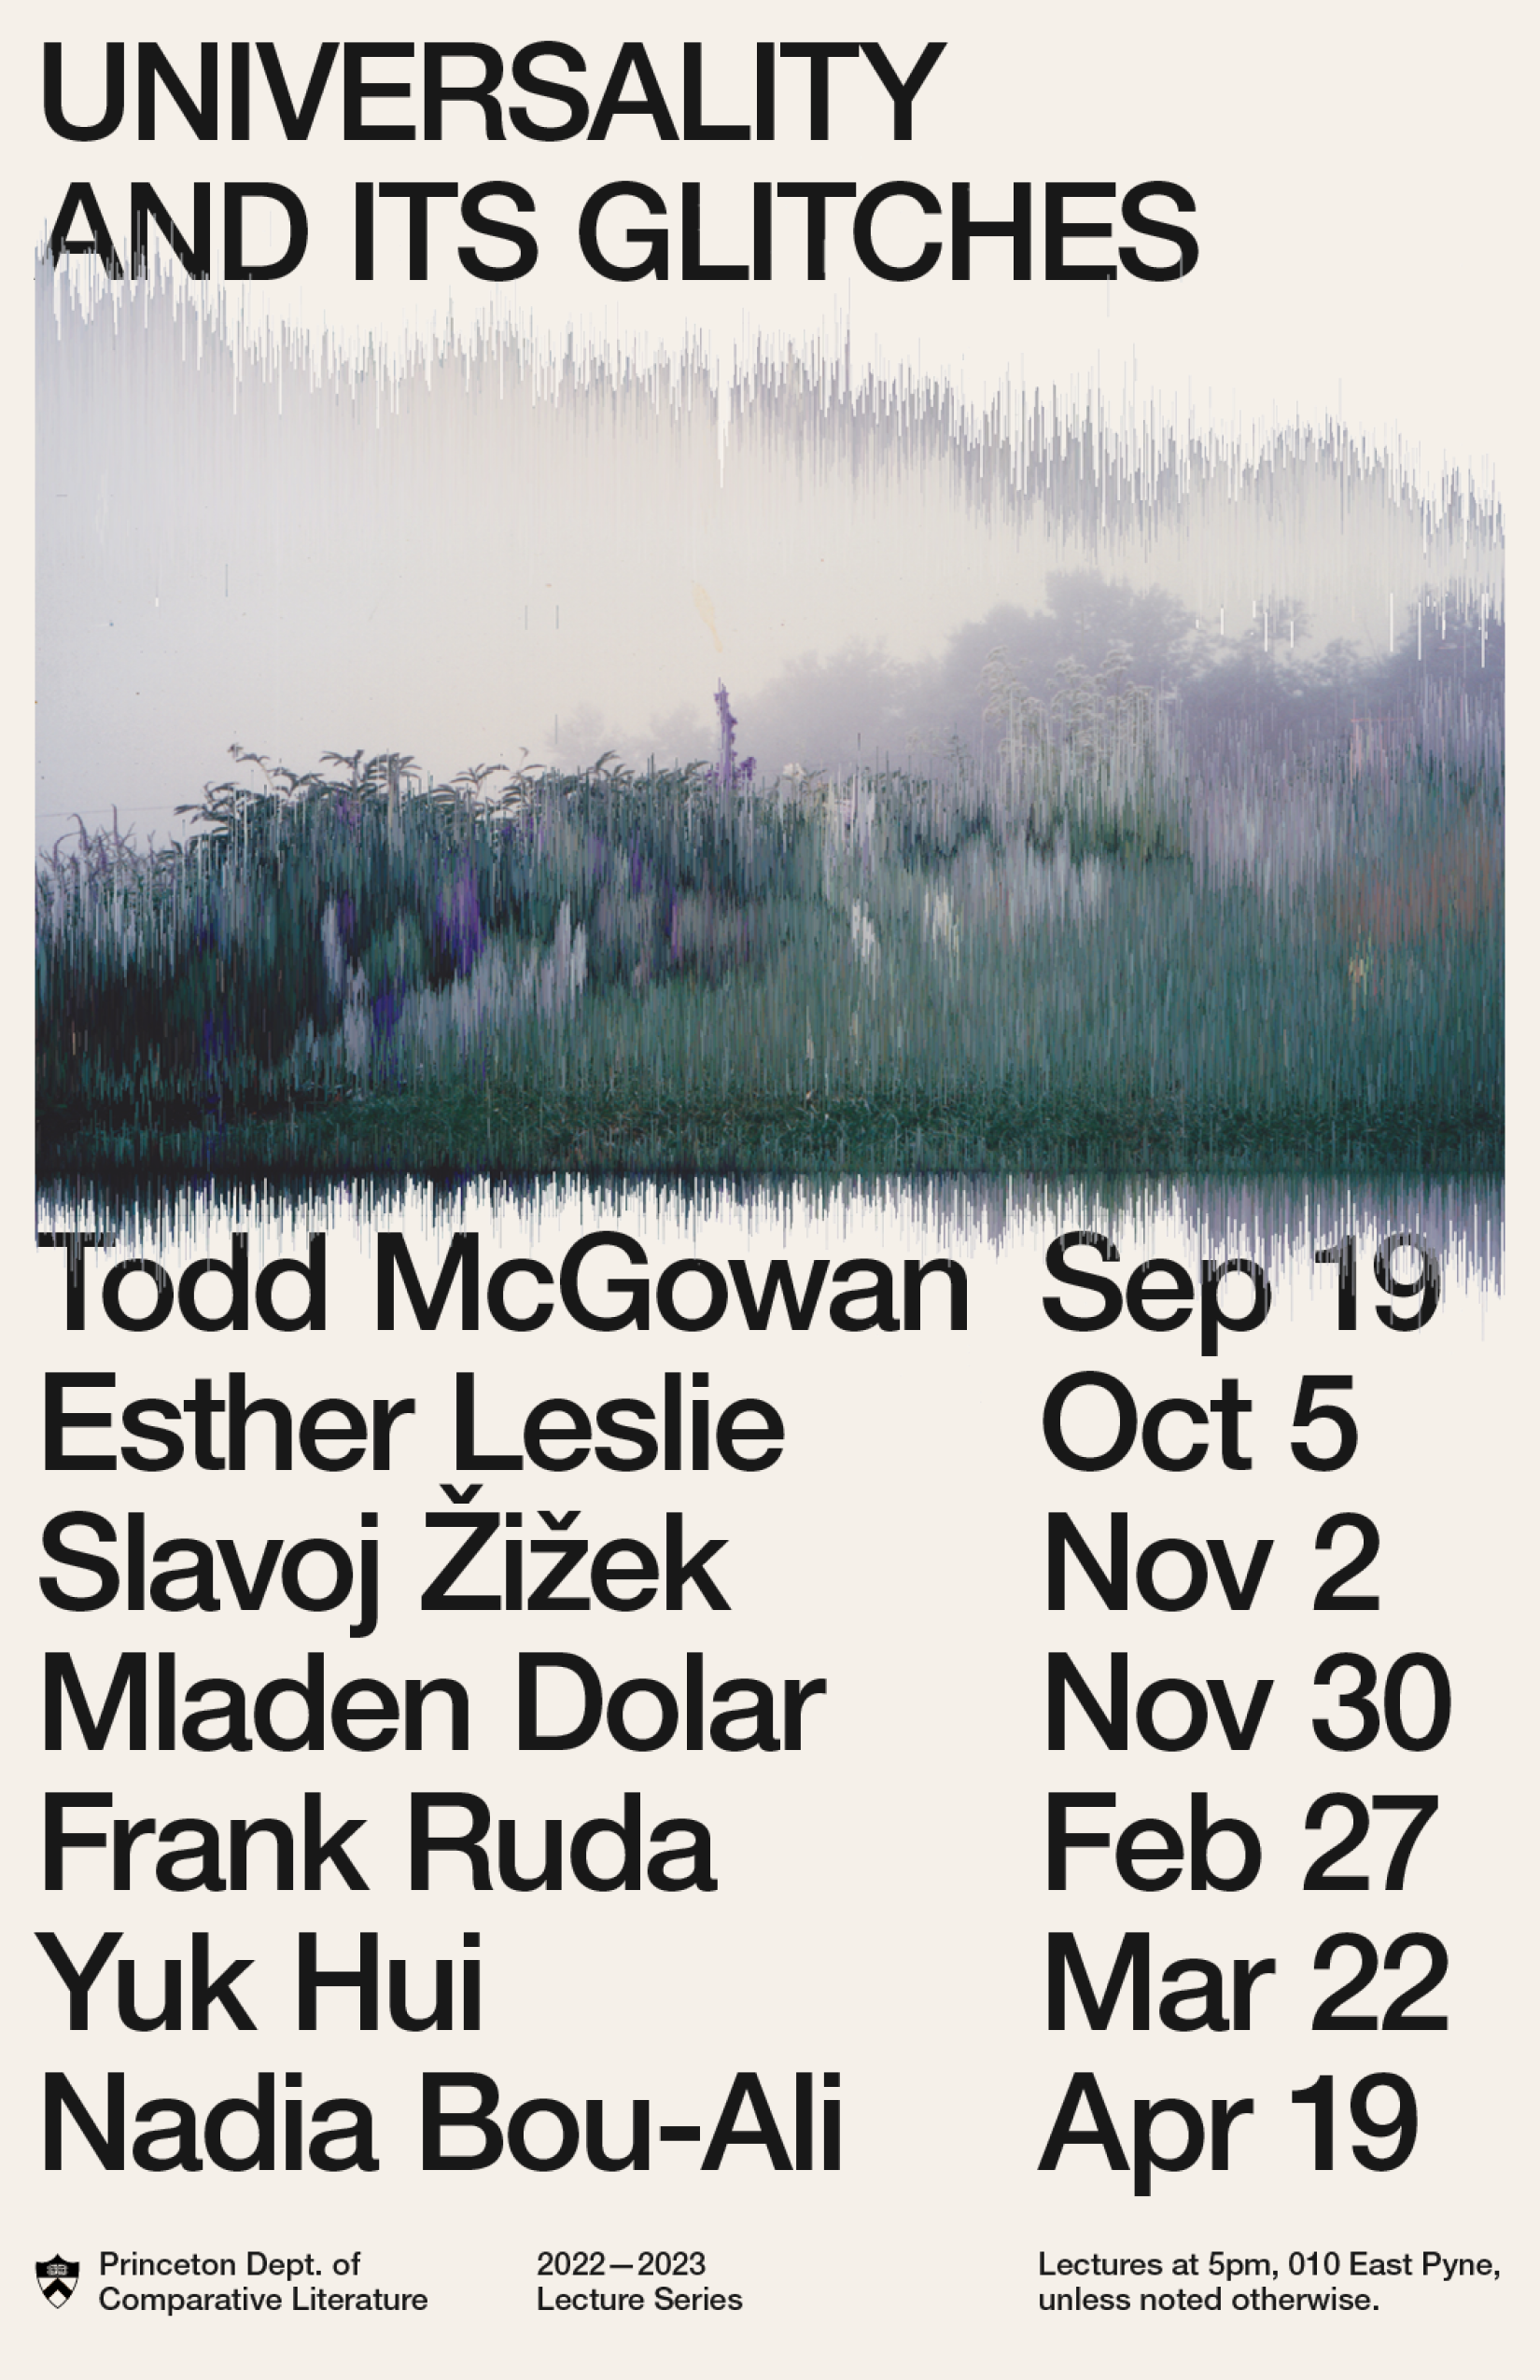 UNIVERSALITY
AND ITS GLITCHES
Todd McGowan Sep 19
Esther Leslie Oct 5
Slavoj Žižek Nov 2
Mladen Dolar Nov 30
Frank Ruda Feb 27
Yuk Hui Mar 22
Nadia Bou-Ali Apr 19
Princeton Dept. of
Comparative Literature
2022—2023
Lecture Series
Lectures at 5pm, 010 East Pyne,
unless noted otherwise.